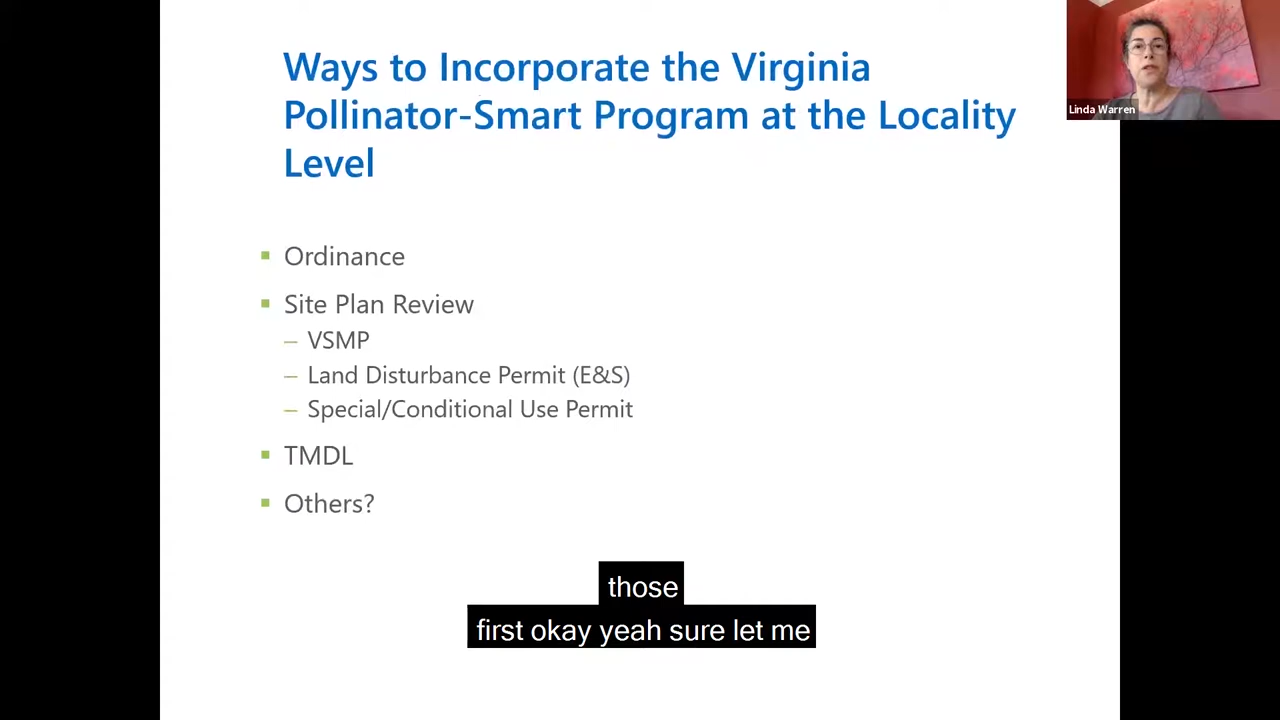 Ways to Incorporate the Virginia
Pollinator-Smart Program at the Locality
Level
Linda Warren
▪ Ordinance
▪ Site Plan Review
– VSMP
– Land Disturbance Permit (E&S)
– Special/Conditional Use Permit
▪ TMDL
▪ Others?
those
first okay yeah sure let me